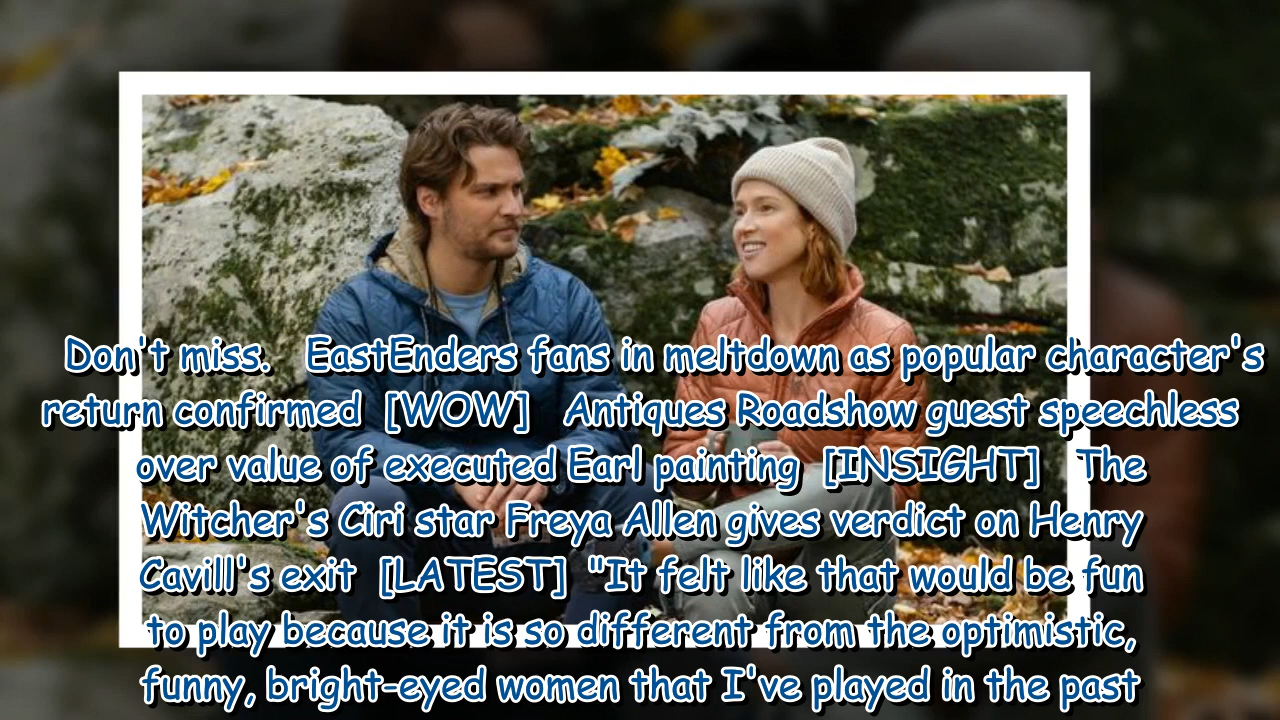 Don't miss. EastEnders fans in meltdown as popular character's
return confirmed [WOW] Antiques Roadshow guest speechless
over value of executed Earl painting [INSIGHT] The
Witcher's Ciri star Freya Allen gives verdict on Henry
Cavill's exit [LATEST] "It felt like that would be fun
to play because it is so different from the optimistic,
funny, bright-eyed women that I've played in the past